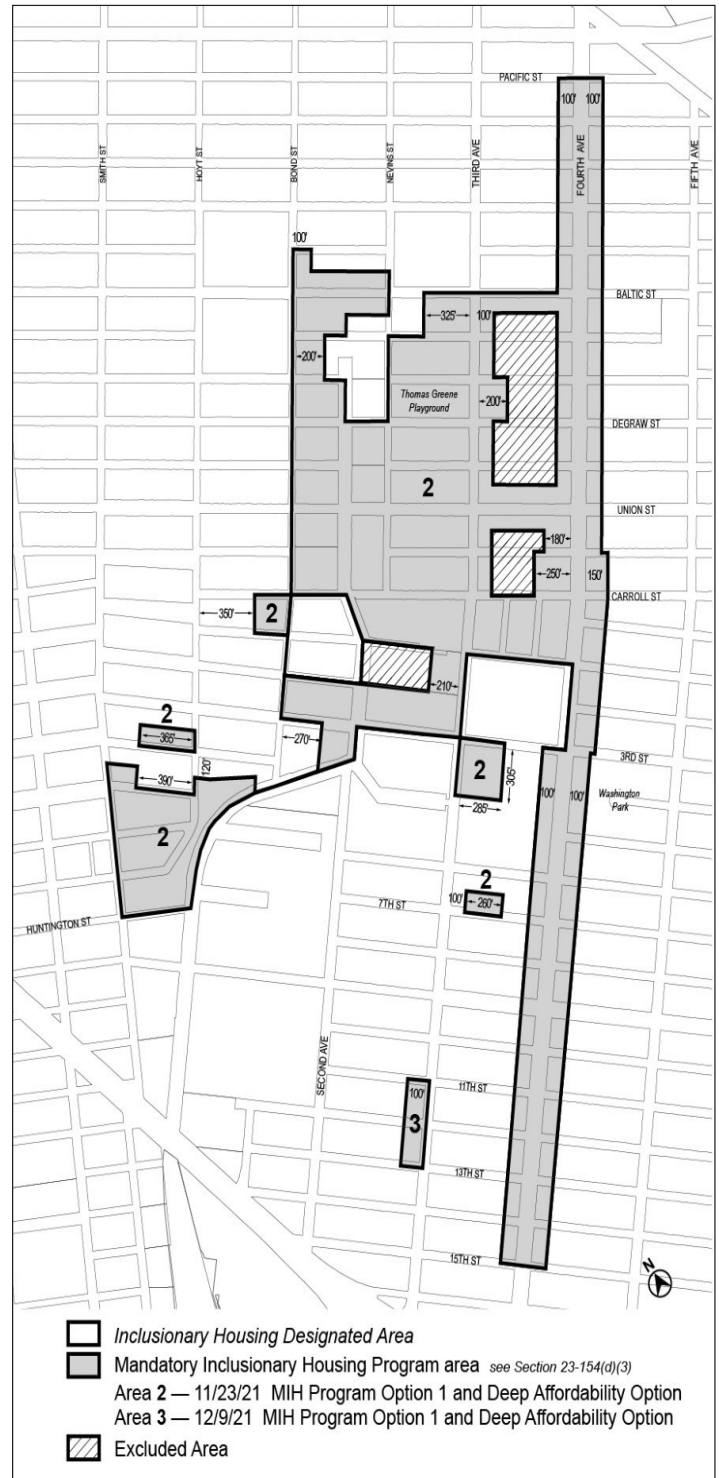 PACIFIC ST
100' 100'
SMITH ST
HOYT ST
BOND ST
NEVINS ST
THIRD AVE
FOURTH AVE
FIFTH AVE
100'
BALTIC ST
325' 100'
200'
Thomas Greene
Playground
200'
DEGRAW ST
2
UNION ST
180'
250' 150'
CARROLL ST
350' 2
210'
2
365'
270'
3RD ST
120'
390'
2
305'
285'
100' 100'
Washington
Park
2
2
100' 260'
7TH ST
HUNTINGTON ST
SECOND AVE
100'
3
11TH ST
13TH ST
15TH ST
N
Inclusionary Housing Designated Area
Mandatory Inclusionary Housing Program area see Section 23-154(d)(3)
Area 2 — 11/23/21 MIH Program Option 1 and Deep Affordability Option
Area 3 — 12/9/21 MIH Program Option 1 and Deep Affordability Option
Excluded Area